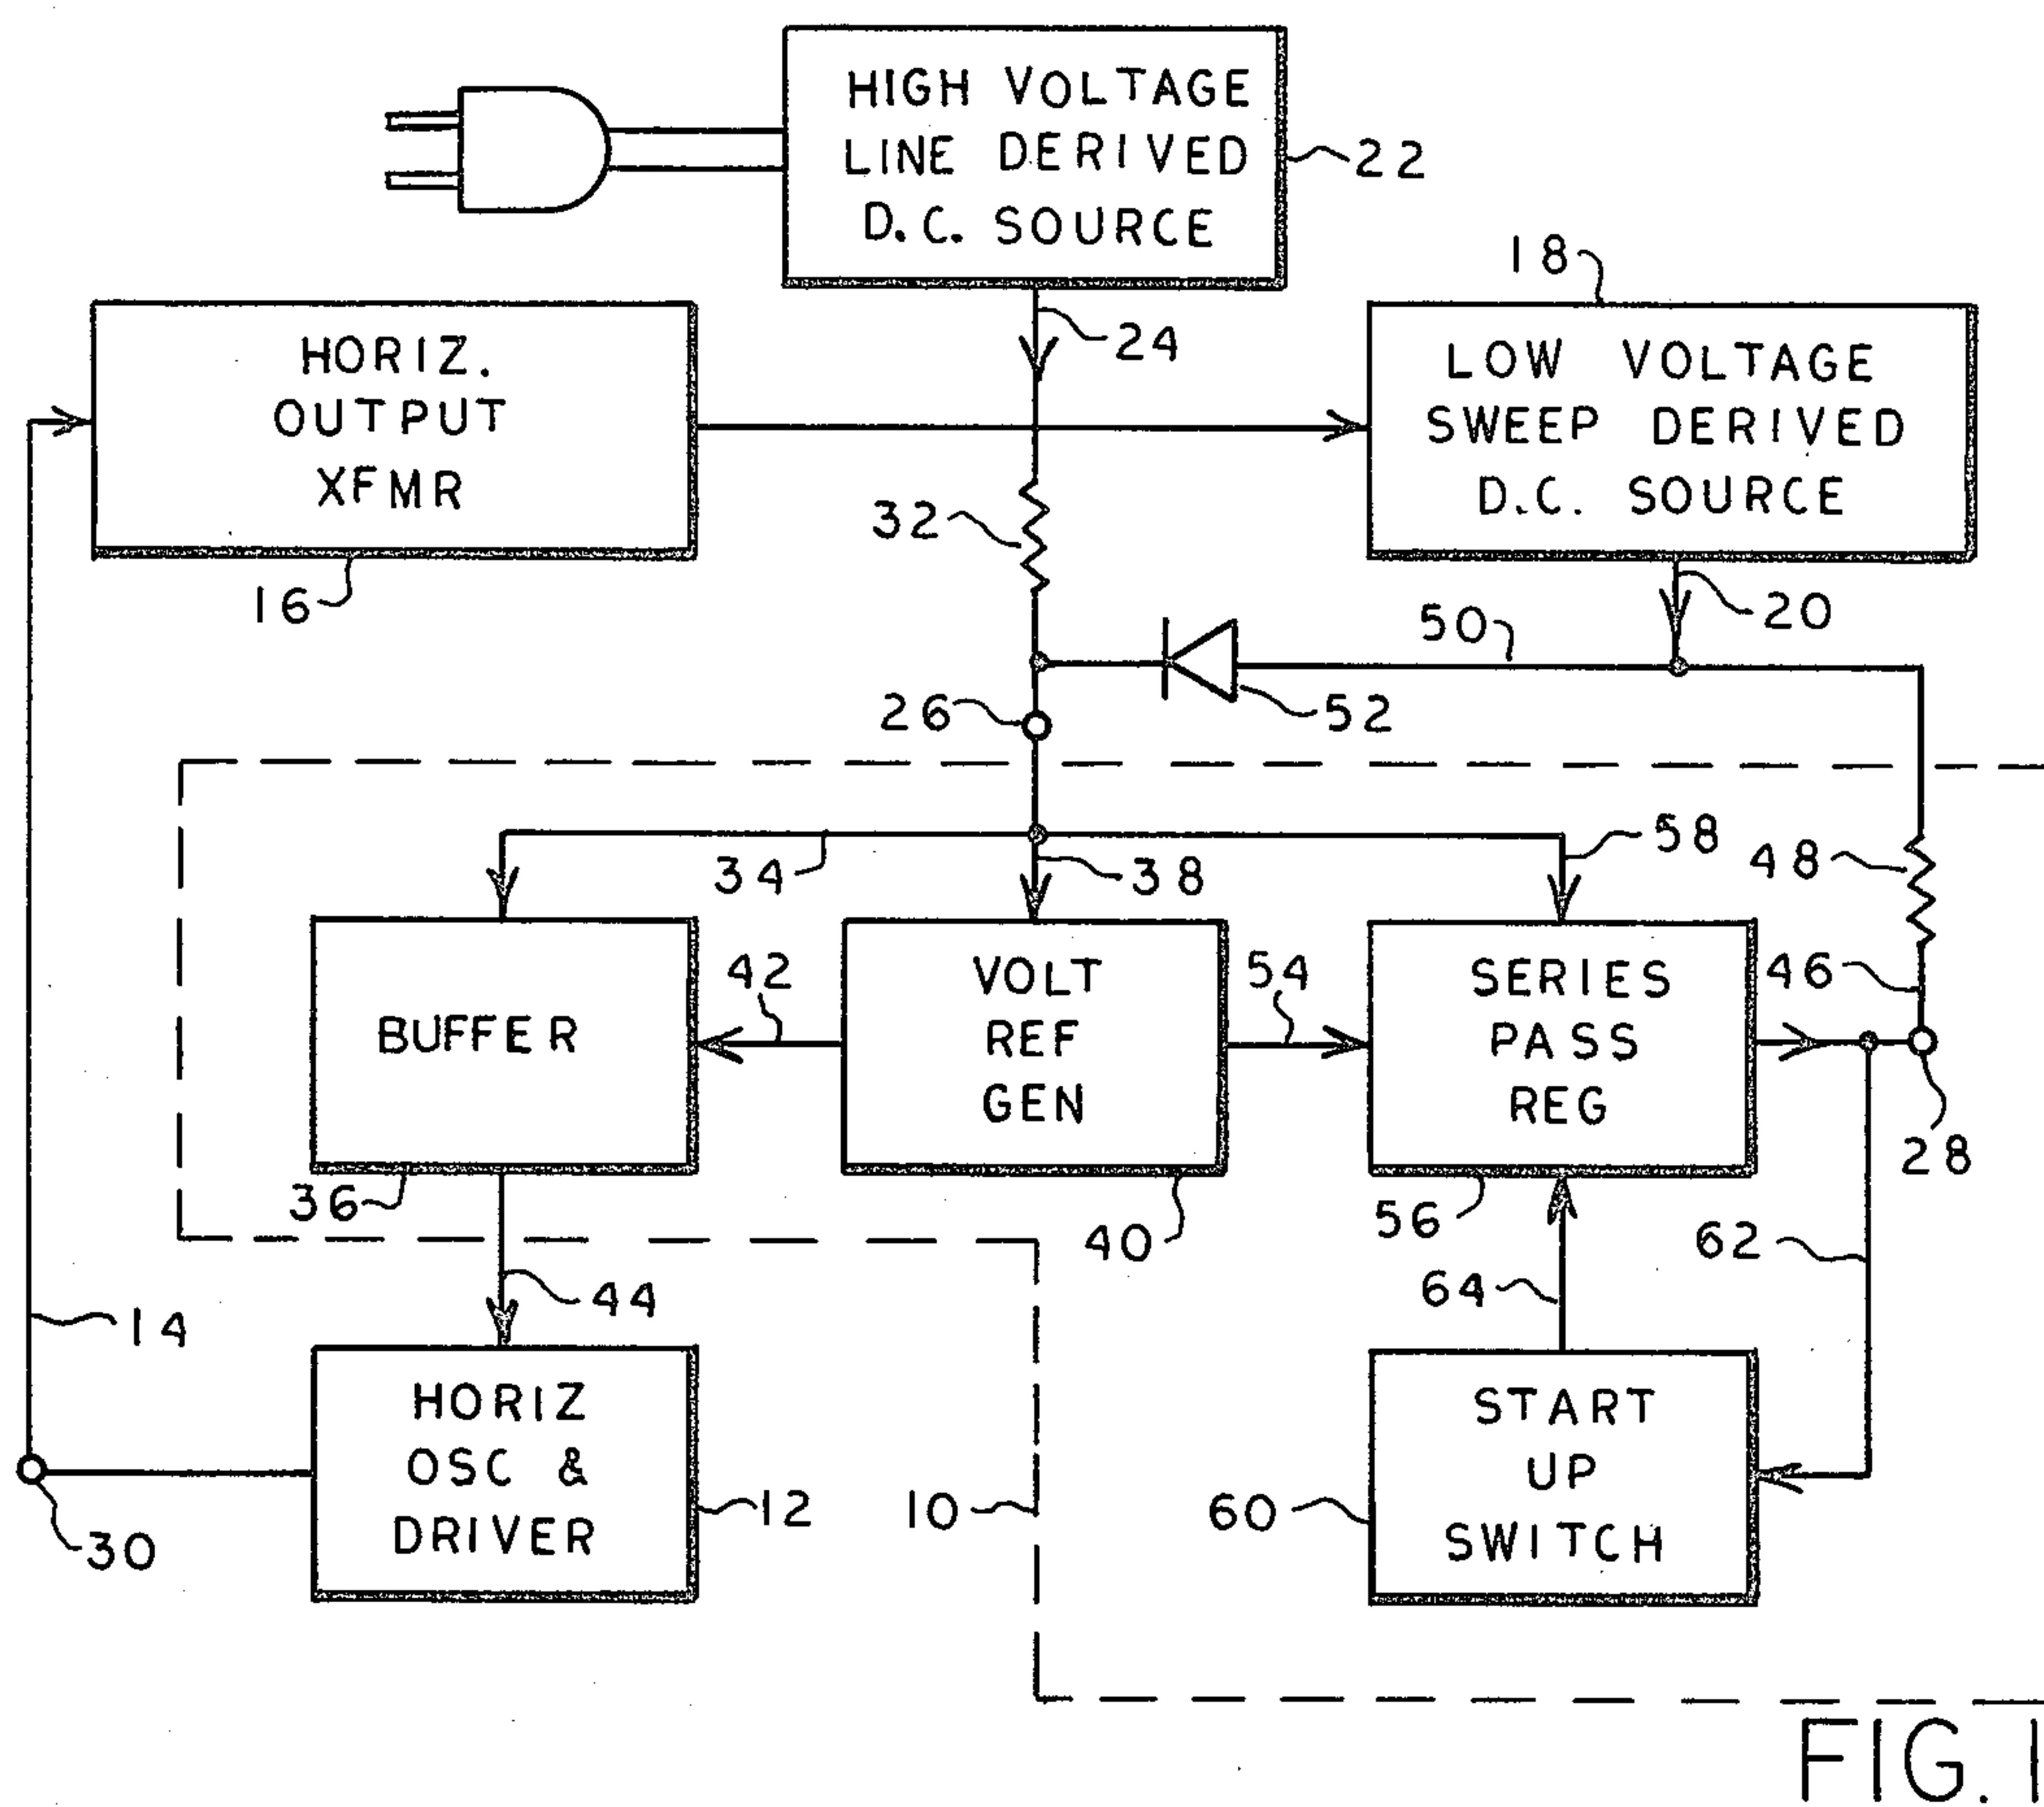 HIGH VOLTAGE
LINE DERIVED
D.C. SOURCE
22
18
24
HORIZ.
OUTPUT
XFMR
LOW VOLTAGE
SWEEP DERIVED
D.C. SOURCE
32
16
20
50
26
52
34
38
58
48
42
54
46
BUFFER
VOLT
REF
GEN
SERIES
PASS
REG
28
36
40
56
62
44
64
14
HORIZ
OSC &
DRIVER
12
10
60
START
UP
SWITCH
30
FIG. 1